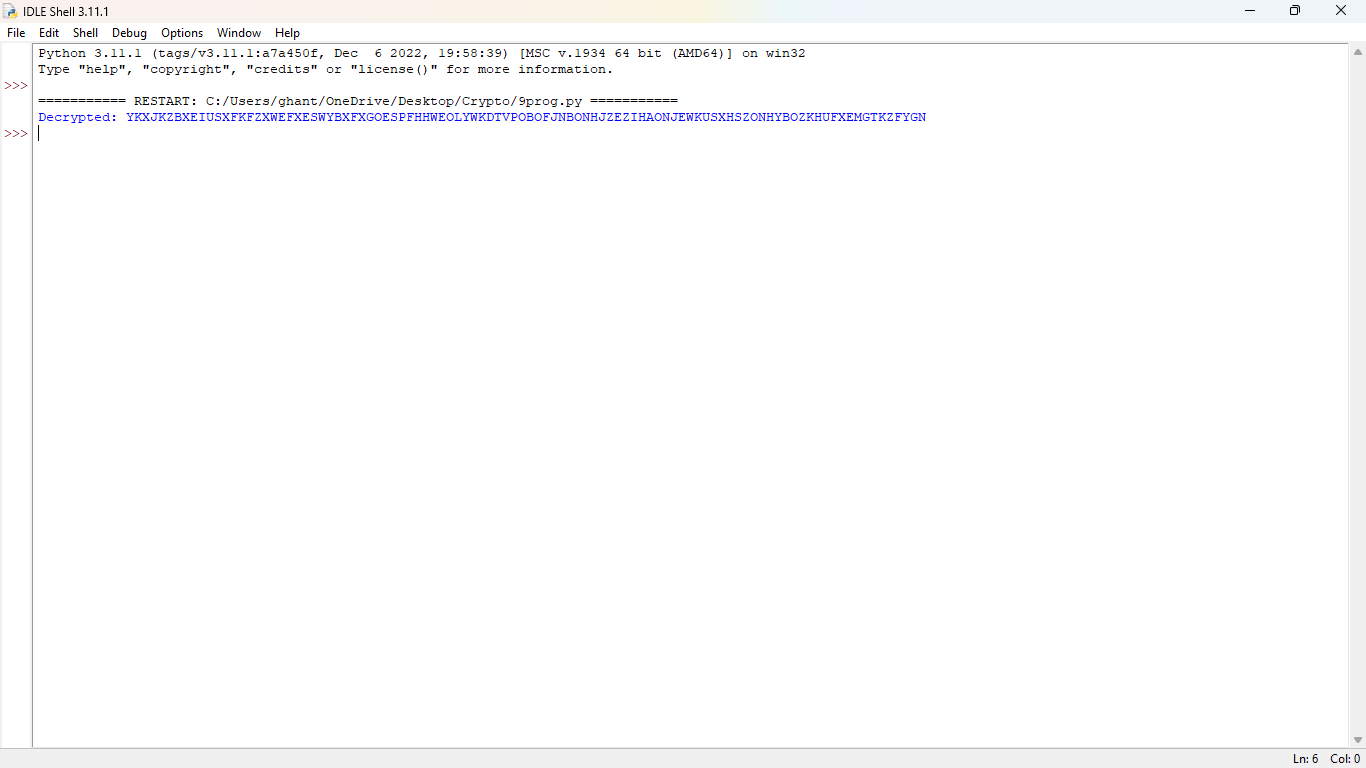 IDLE Shell 3.11.1
File Edit Shell Debug Options Window Help
Python 3.11.1 (tags/v3.11.1:a7a450f, Dec  6 2022, 19:58:39) [MSC v.1934 64 bit (AMD64)] on win32
Type "help", "copyright", "credits" or "license()" for more information.
>>>
=========== RESTART: C:/Users/ghant/OneDrive/Desktop/Crypto/9prog.py ===========
Decrypted: YKXJKZBXEIUSXFKFZXWEFXESWYBXFXGOESPFHHWEOLYWKDTVPOBOFJNBONHJZEZIHAONJEWKUSXHSZONHYBOZKHUFXEMGTKZFYGN
>>>
Ln: 6 Col: 0